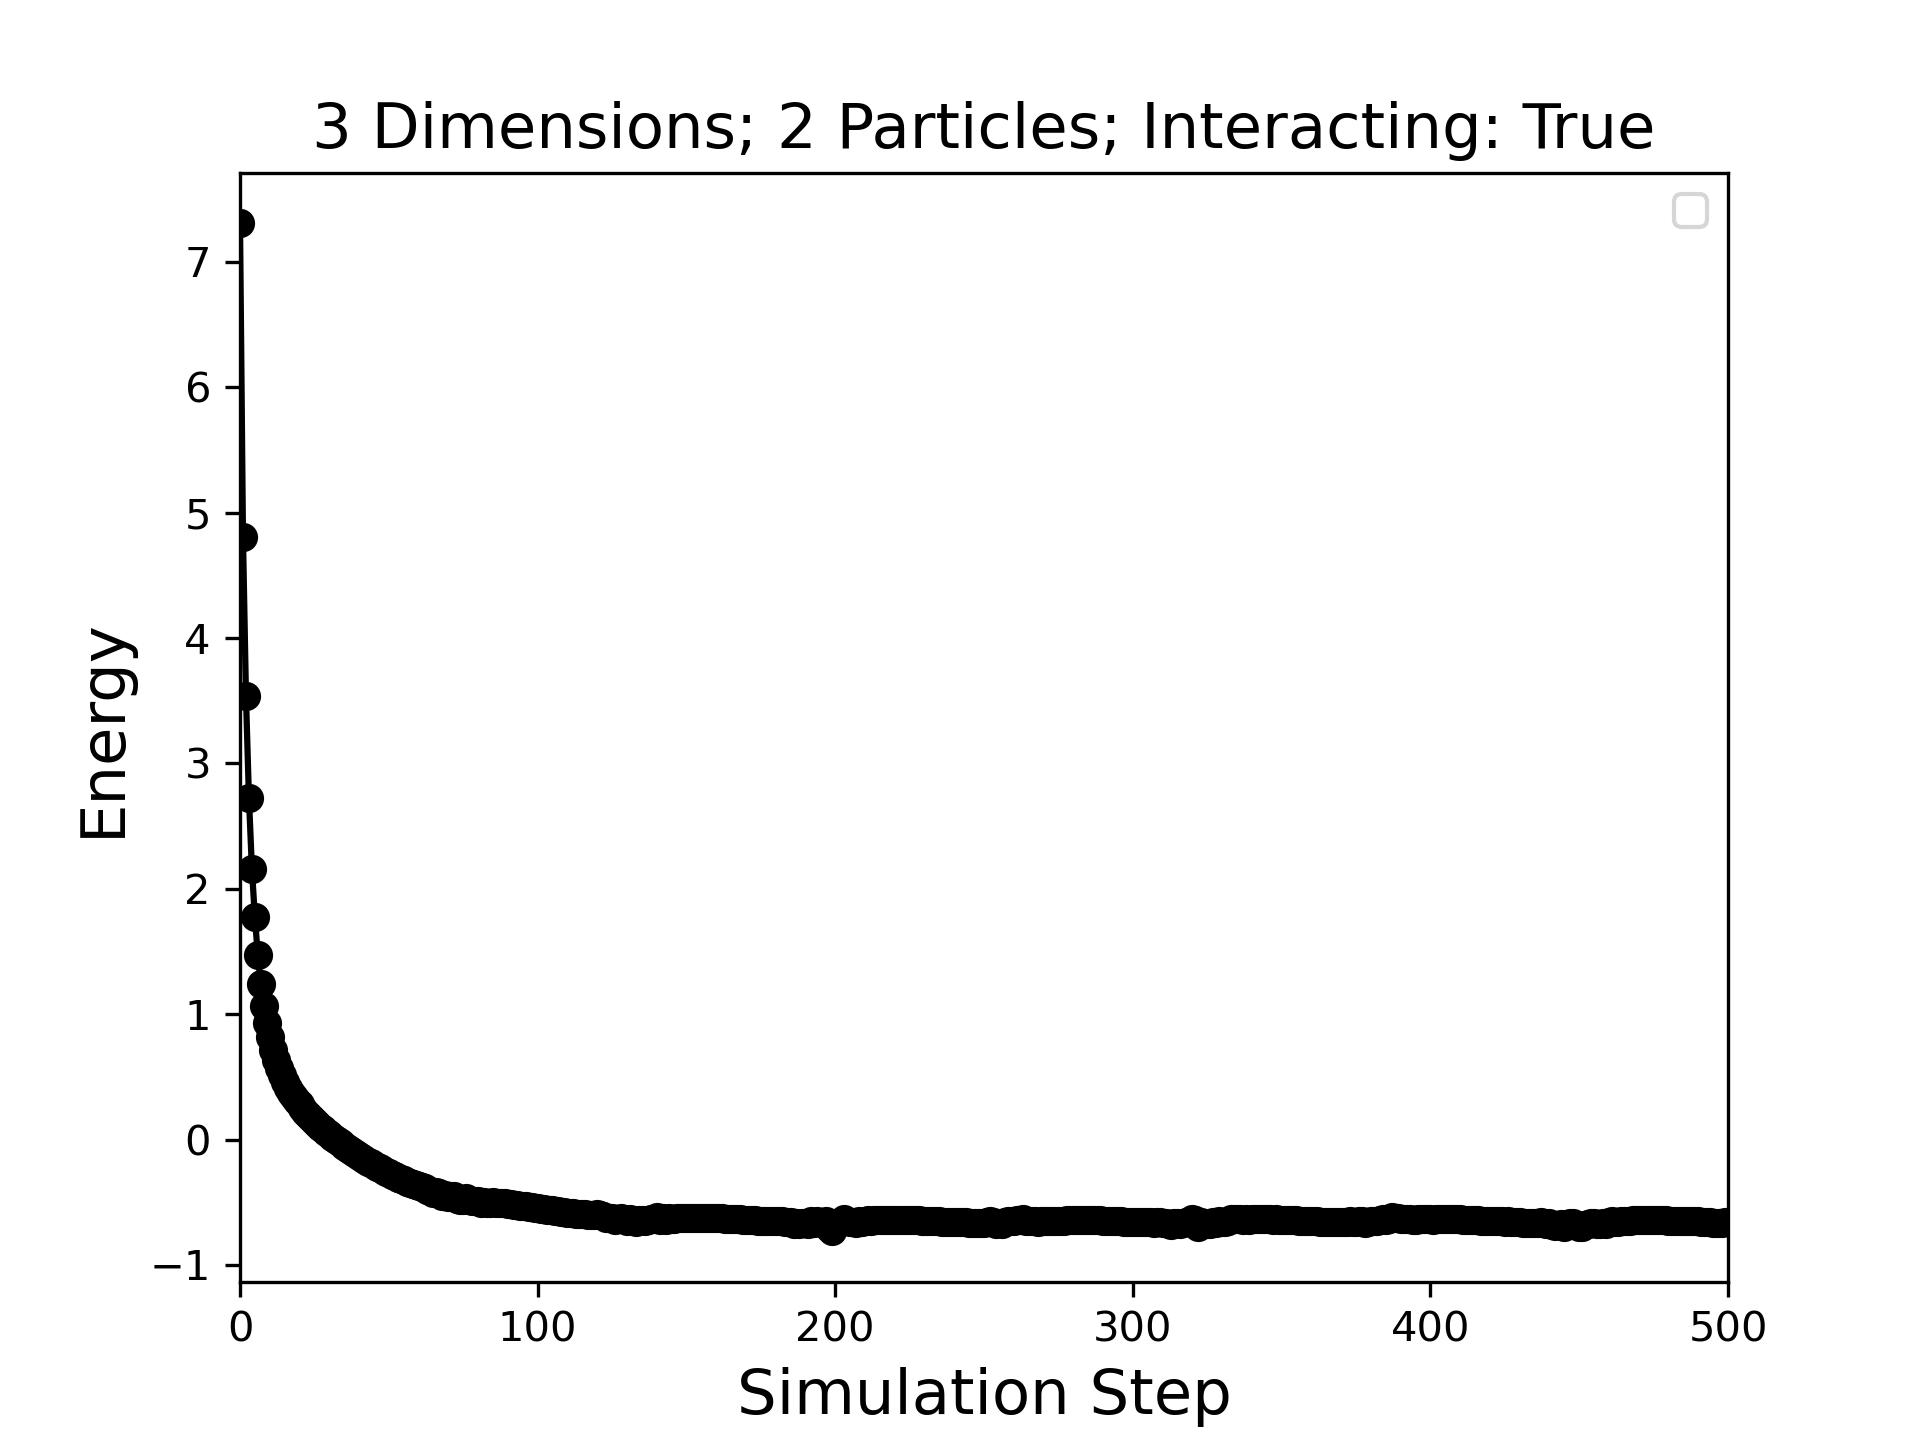 3 Dimensions; 2 Particles; Interacting: True
Energy
7
6
5
4
3
2
1
0
−1
0 100 200 300 400 500
Simulation Step